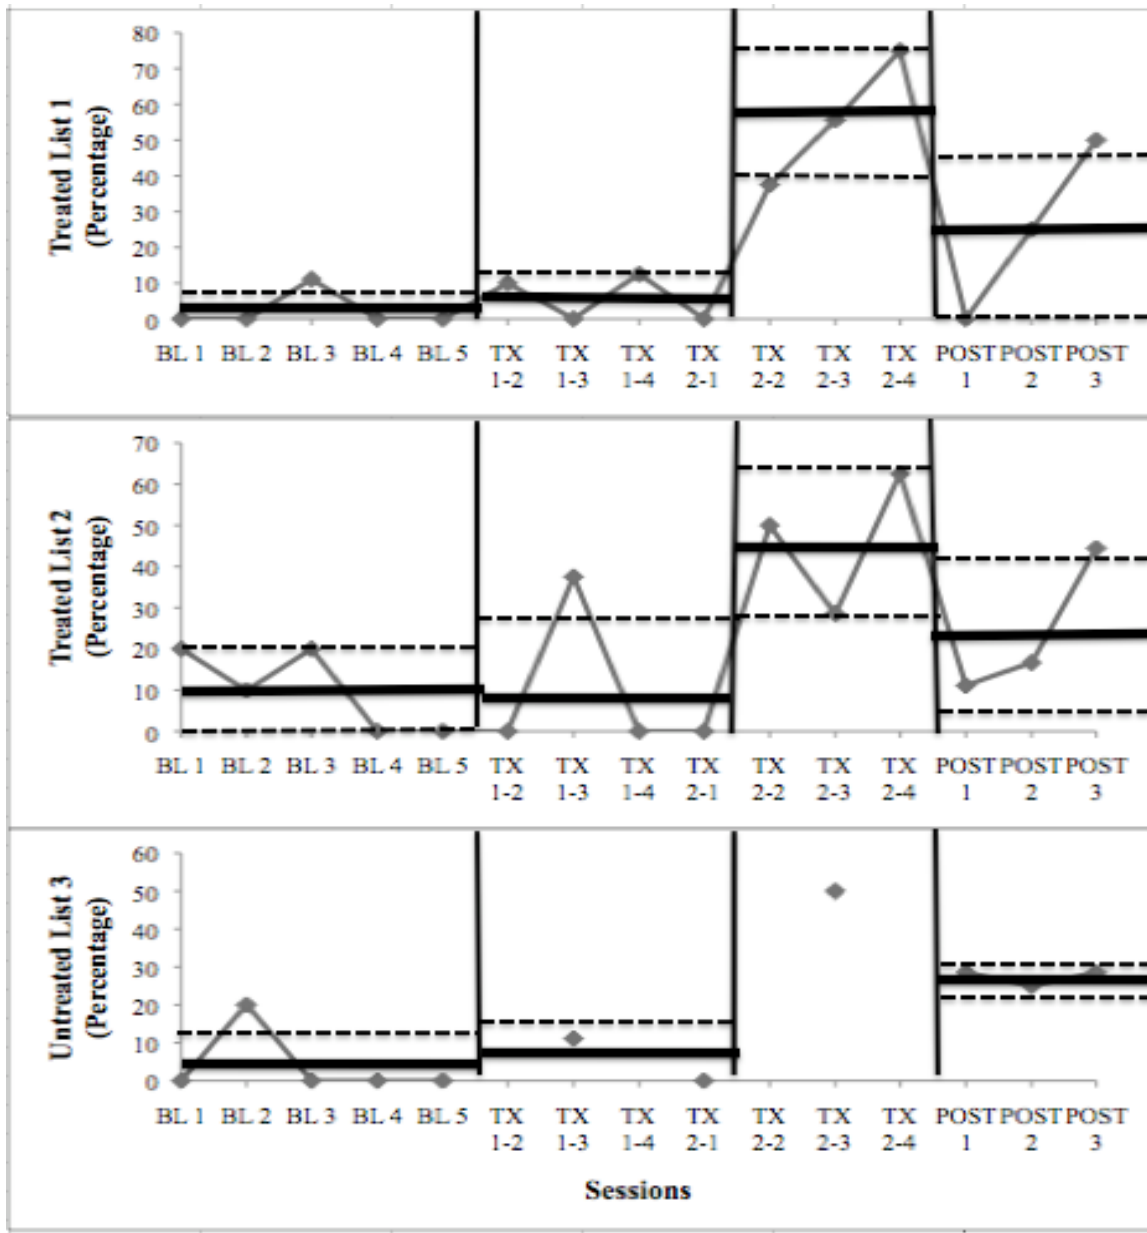 Treated List 1
(Percentage)
80
70
60
50
40
30
20
10
0
BL 1 BL 2 BL 3 BL 4 BL 5 TX TX TX TX TX TX TX POST POST POST
1-2 1-3 1-4 2-1 2-2 2-3 2-4 1 2 3
Treated List 2
(Percentage)
70
60
50
40
30
20
10
0
BL 1 BL 2 BL 3 BL 4 BL 5 TX TX TX TX TX TX TX POST POST POST
1-2 1-3 1-4 2-1 2-2 2-3 2-4 1 2 3
Untreated List 3
(Percentage)
60
50
40
30
20
10
0
BL 1 BL 2 BL 3 BL 4 BL 5 TX TX TX TX TX TX TX POST POST POST
1-2 1-3 1-4 2-1 2-2 2-3 2-4 1 2 3
Sessions